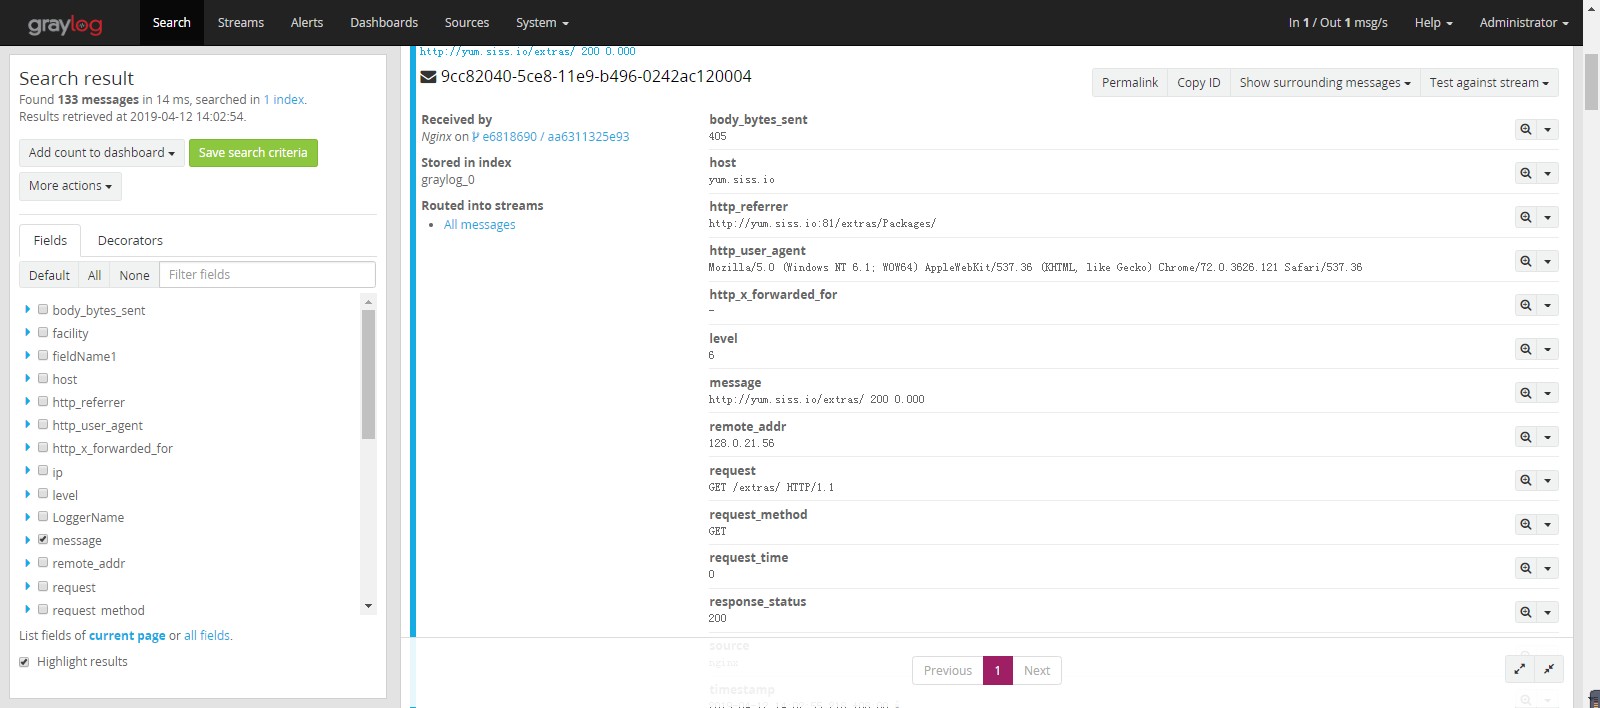 graylog
Search Streams Alerts Dashboards Sources System In 1 / Out 1 msg/s Help Administrator
Search result
Found 133 messages in 14 ms, searched in 1 index.
Results retrieved at 2019-04-12 14:02:54.
Add count to dashboard Save search criteria
More actions
Fields Decorators
Default All None Filter fields
body_bytes_sent
facility
fieldName1
host
http_referrer
http_user_agent
http_x_forwarded_for
ip
level
LoggerName
message
remote_addr
request
request_method
List fields of current page or all fields.
Highlight results
http://yum.siss.io/extras/ 200 0.000
9cc82040-5ce8-11e9-b496-0242ac120004
Permalink Copy ID Show surrounding messages Test against stream
Received by
Nginx on e6818690 / aa6311325e93
Stored in index
graylog_0
Routed into streams
All messages
body_bytes_sent
405
host
yum.siss.io
http_referrer
http://yum.siss.io:81/extras/Packages/
http_user_agent
Mozilla/5.0 (Windows NT 6.1; WOW64) AppleWebKit/537.36 (KHTML, like Gecko) Chrome/72.0.3626.121 Safari/537.36
http_x_forwarded_for
-
level
6
message
http://yum.siss.io/extras/ 200 0.000
remote_addr
128.0.21.56
request
GET /extras/ HTTP/1.1
request_method
GET
request_time
0
response_status
200
source
nginx
timestamp
Previous 1 Next